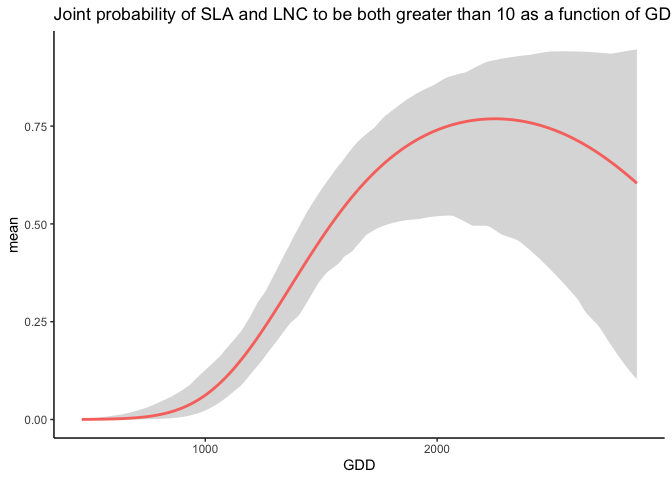 Joint probability of SLA and LNC to be both greater than 10 as a function of GD
mean
0.75
0.50
0.25
0.00
1000
2000
GDD